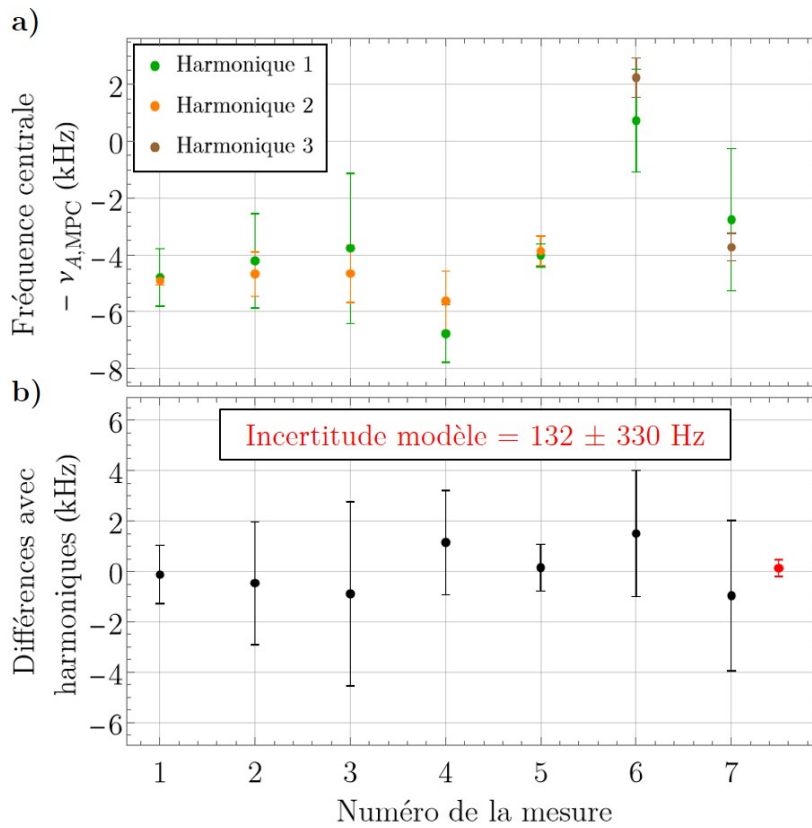 a)
Harmonique 1
Harmonique 2
Harmonique 3
Fréquence centrale
− ν_{A,MPC} (kHz)
2
0
−2
−4
−6
−8
b)
Incertitude modèle = 132 ± 330 Hz
Différences avec
harmoniques (kHz)
6
4
2
0
−2
−4
−6
1 2 3 4 5 6 7
Numéro de la mesure